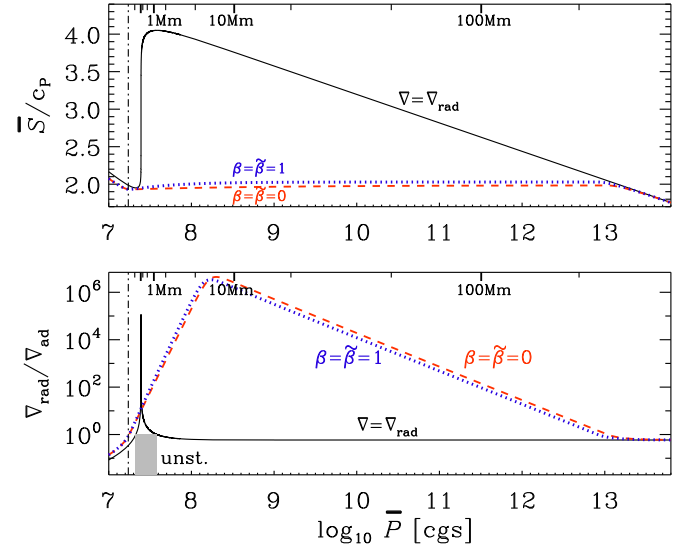 1Mm 10Mm 100Mm
4.0
3.5
3.0
2.5
2.0
S̅/c_P
∇=∇_rad
β=β̃=1
β=β̃=0
7 8 9 10 11 12 13
1Mm 10Mm 100Mm
10^6
10^4
10^2
10^0
∇_rad/∇_ad
β=β̃=1
β=β̃=0
∇=∇_rad
unst.
7 8 9 10 11 12 13
log_10 P̅ [cgs]